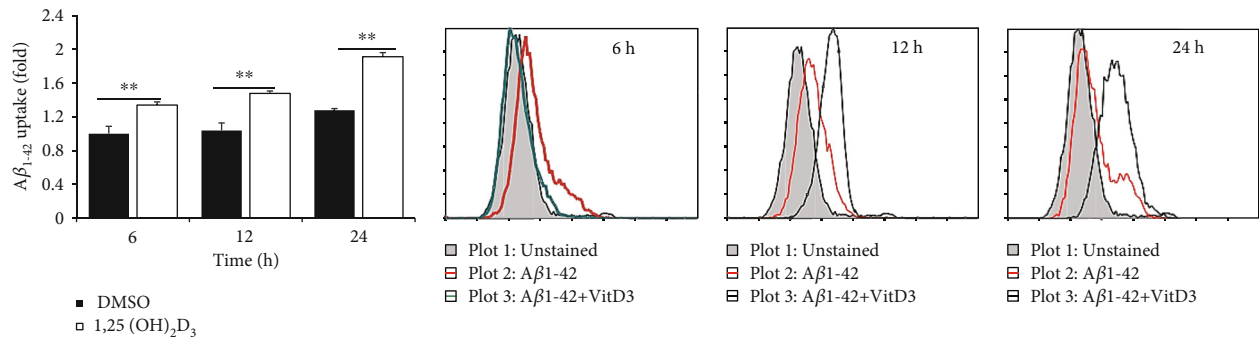 Aβ1-42 uptake (fold)
2.4
2
1.6
1.2
0.8
0.4
0
**
**
**
6
12
24
Time (h)
DMSO
1,25 (OH)2D3
6 h
Plot 1: Unstained
Plot 2: Aβ1-42
Plot 3: Aβ1-42+VitD3
12 h
Plot 1: Unstained
Plot 2: Aβ1-42
Plot 3: Aβ1-42+VitD3
24 h
Plot 1: Unstained
Plot 2: Aβ1-42
Plot 3: Aβ1-42+VitD3